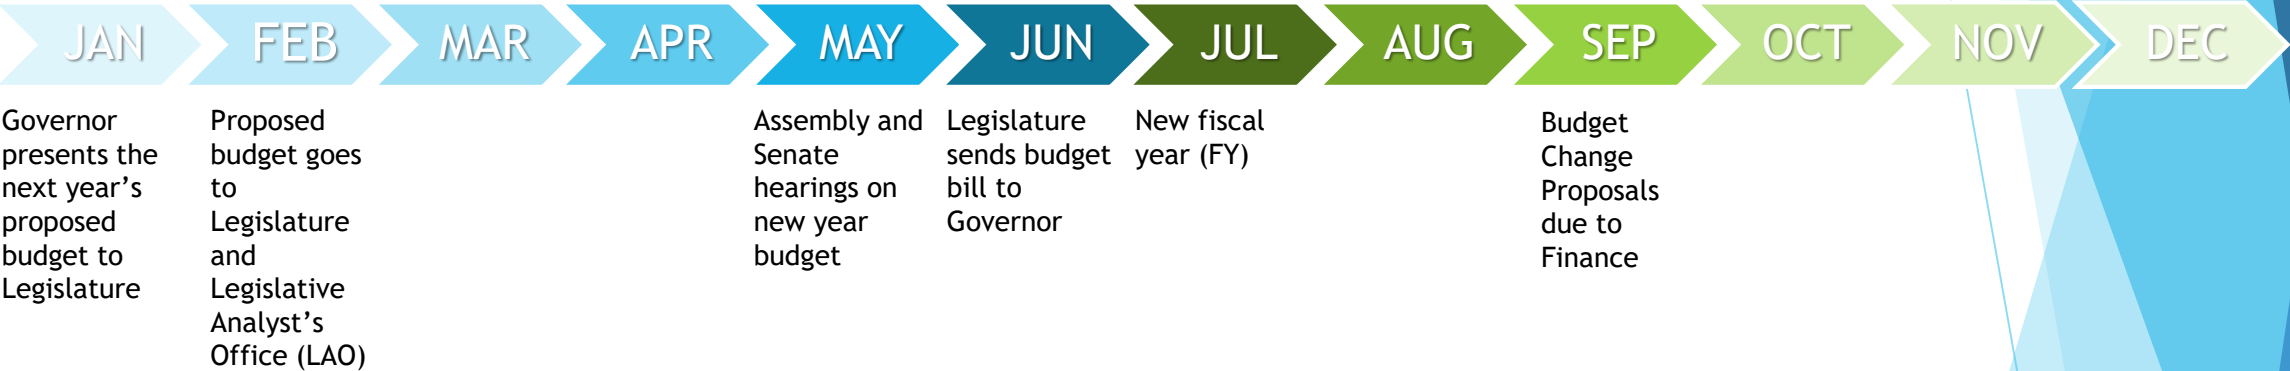 JAN FEB MAR APR MAY JUN JUL AUG SEP OCT NOV DEC
Governor
presents the
next year’s
proposed
budget to
Legislature
Proposed
budget goes
to
Legislature
and
Legislative
Analyst’s
Office (LAO)
Assembly and
Senate
hearings on
new year
budget
Legislature
sends budget
bill to
Governor
New fiscal
year (FY)
Budget
Change
Proposals
due to
Finance